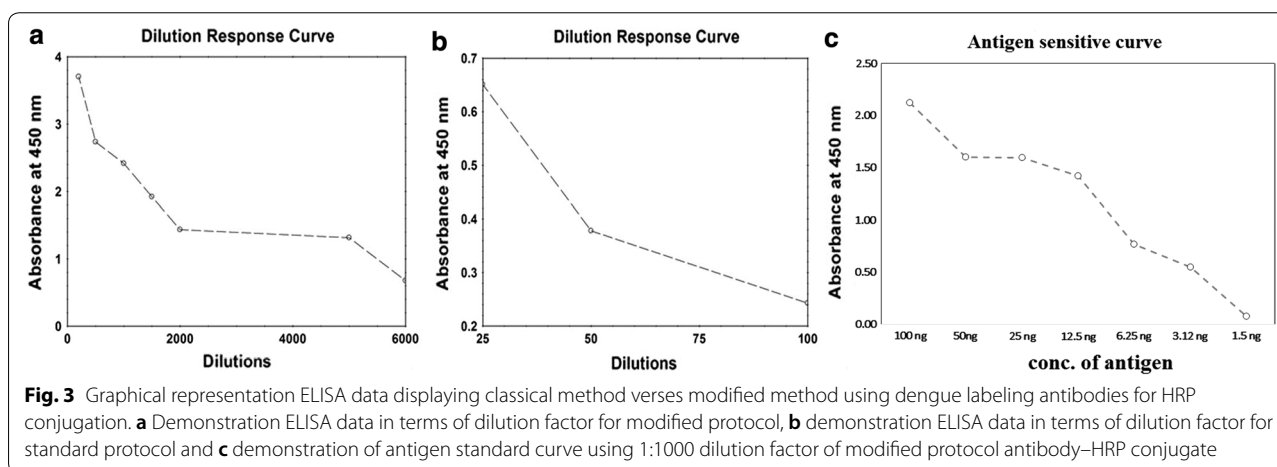 a
Dilution Response Curve
Absorbance at 450 nm
4
3
2
1
0
0 2000 4000 6000
Dilutions
b
Dilution Response Curve
Absorbance at 450 nm
0.7
0.6
0.5
0.4
0.3
0.2
25 50 75 100
Dilutions
c
Antigen sensitive curve
Absorbance at 450 nm
2.50
2.00
1.50
1.00
0.50
0.00
100 ng 50ng 25 ng 12.5 ng 6.25 ng 3.12 ng 1.5 ng
conc. of antigen
Fig. 3 Graphical representation ELISA data displaying classical method verses modified method using dengue labeling antibodies for HRP
conjugation. a Demonstration ELISA data in terms of dilution factor for modified protocol, b demonstration ELISA data in terms of dilution factor for
standard protocol and c demonstration of antigen standard curve using 1:1000 dilution factor of modified protocol antibody–HRP conjugate